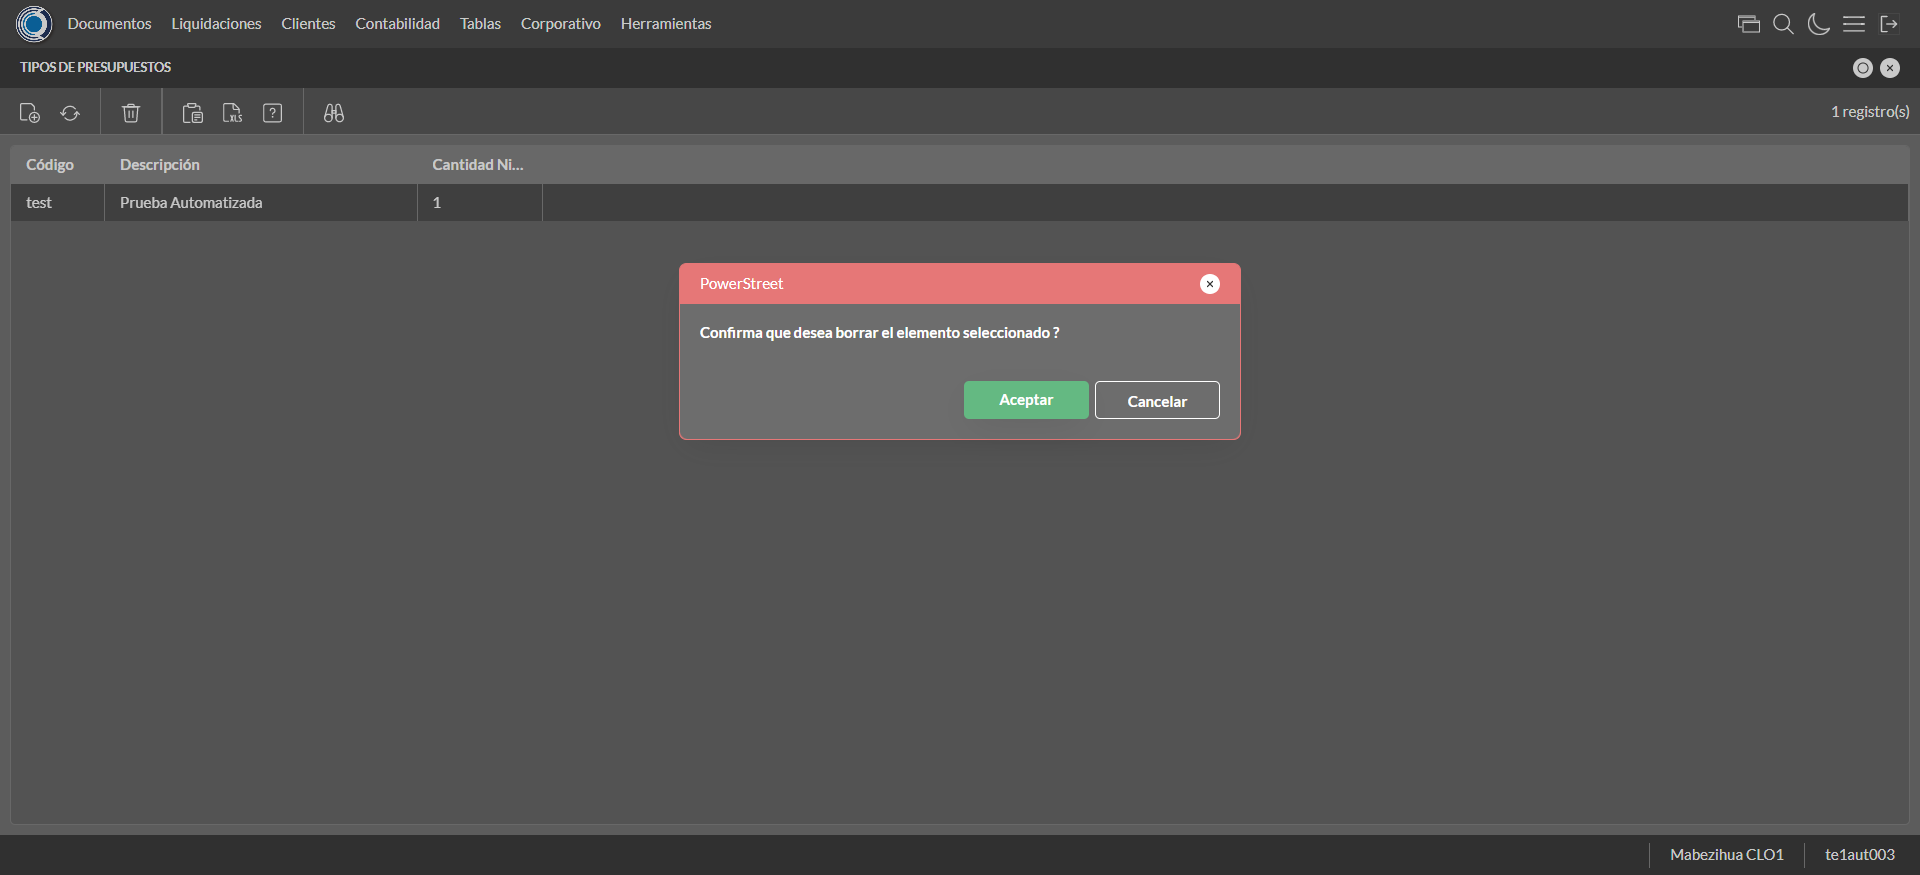 Documentos Liquidaciones Clientes Contabilidad Tablas Corporativo Herramientas
TIPOS DE PRESUPUESTOS
XLS ? 1 registro(s)
Código Descripción Cantidad Ni...
test Prueba Automatizada 1
PowerStreet
Confirma que desea borrar el elemento seleccionado ?
Aceptar Cancelar
Mabezihua CLO1 te1aut003